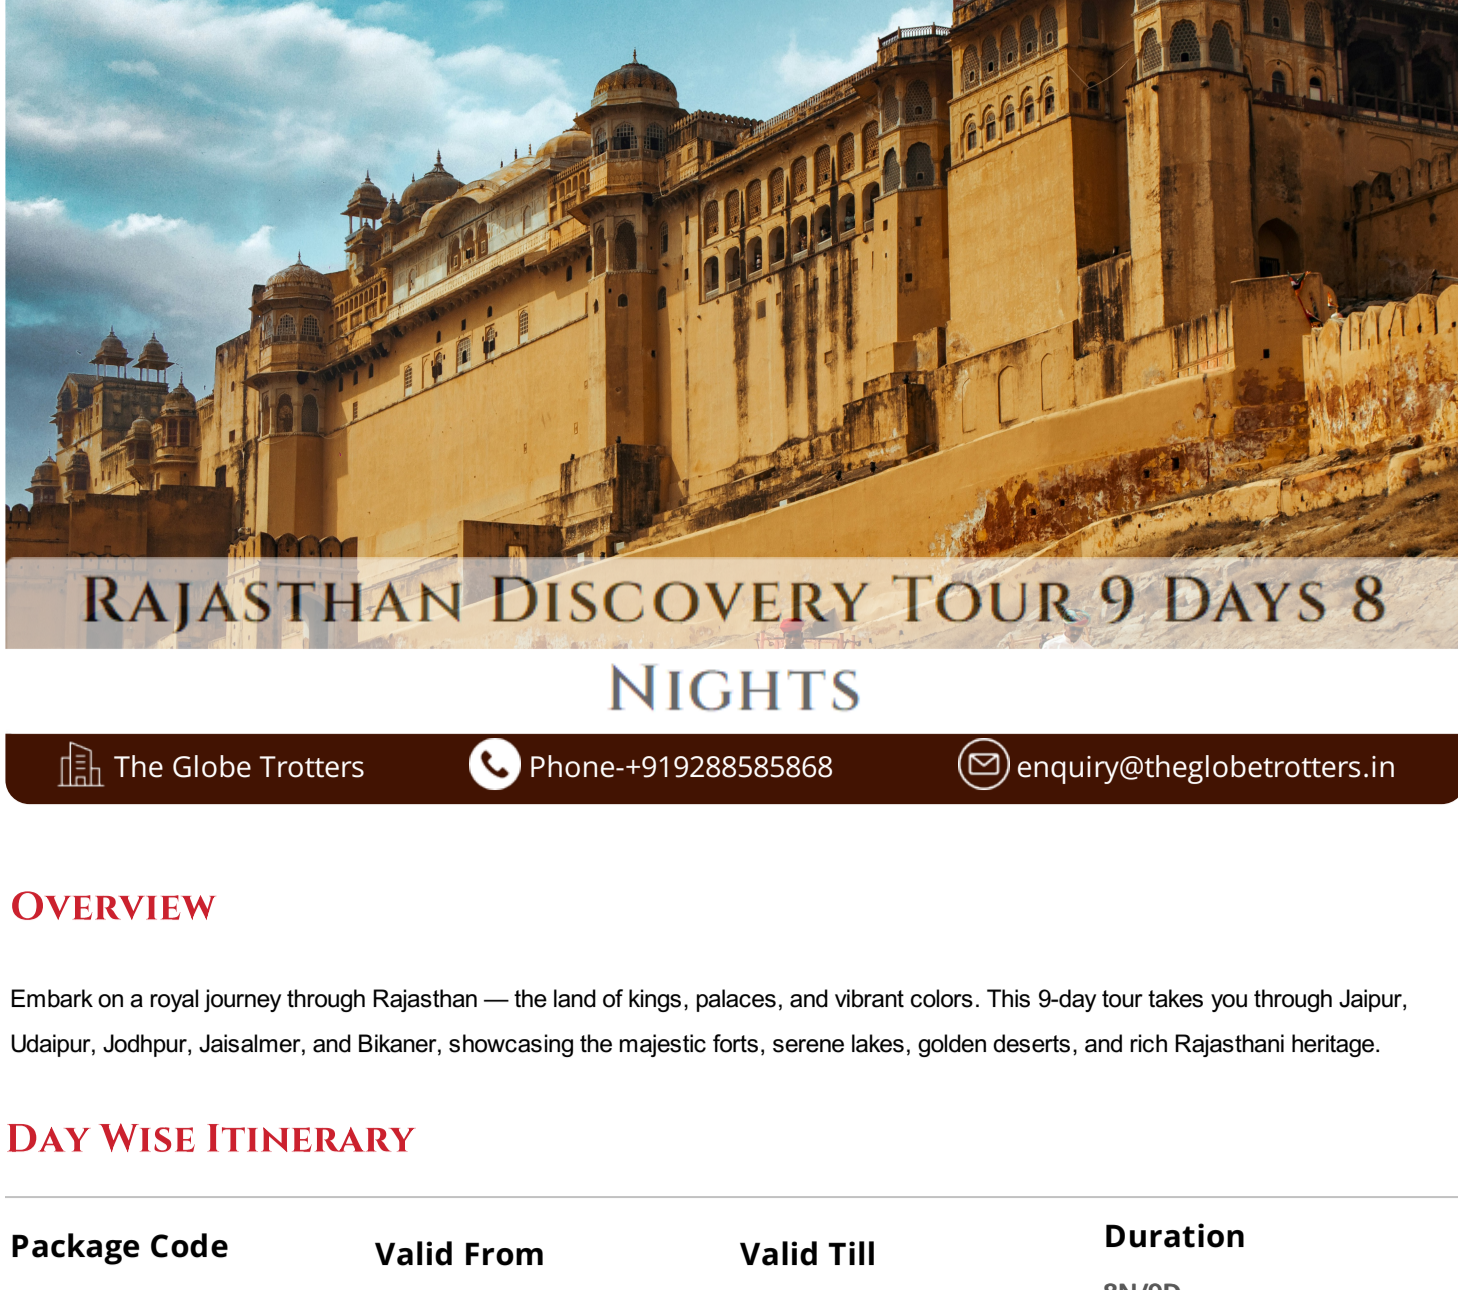 Rajasthan Discovery Tour 9 Days 8
Nights
The Globe Trotters
Phone-+919288585868
enquiry@theglobetrotters.in
Overview
Embark on a royal journey through Rajasthan — the land of kings, palaces, and vibrant colors. This 9-day tour takes you through Jaipur,
Udaipur, Jodhpur, Jaisalmer, and Bikaner, showcasing the majestic forts, serene lakes, golden deserts, and rich Rajasthani heritage.
Day Wise Itinerary
Package Code
Valid From
Valid Till
Duration
8N/9D